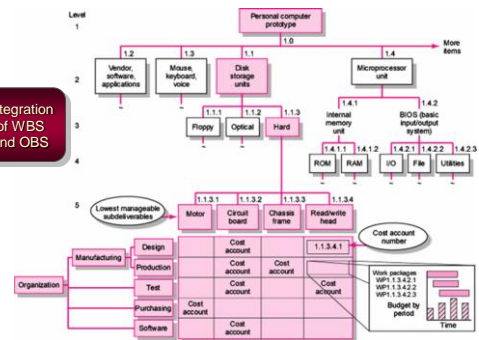 Level
1
Personal computer
prototype
1.0
More
items
1.2
1.3
1.1
1.4
2
Vendor,
software,
applications
Mouse,
keyboard,
voice
Disk
storage
units
Microprocessor
unit
ntegration
of WBS
nd OBS
1.1.1
1.1.2
1.1.3
1.4.1
1.4.2
3
Floppy
Optical
Hard
Internal
memory
unit
BIOS (basic
input/output
system)
1.4.1.1
1.4.1.2
1.4.2.1
1.4.2.2
1.4.2.3
4
ROM
RAM
I/O
File
Utilities
5
1.1.3.1
1.1.3.2
1.1.3.3
1.1.3.4
Lowest manageable
subdeliverables
Motor
Circuit
board
Chassis
frame
Read/write
head
Cost account
number
Organization
Manufacturing
Design
Cost
account
1.1.3.4.1
Production
Cost
account
Cost
account
Test
Cost
account
Cost
account
Purchasing
Cost
account
Software
Cost
account
Work packages
WP1.1.3.4.2.1
WP1.1.3.4.2.2
WP1.1.3.4.2.3
Budget by
period
Time